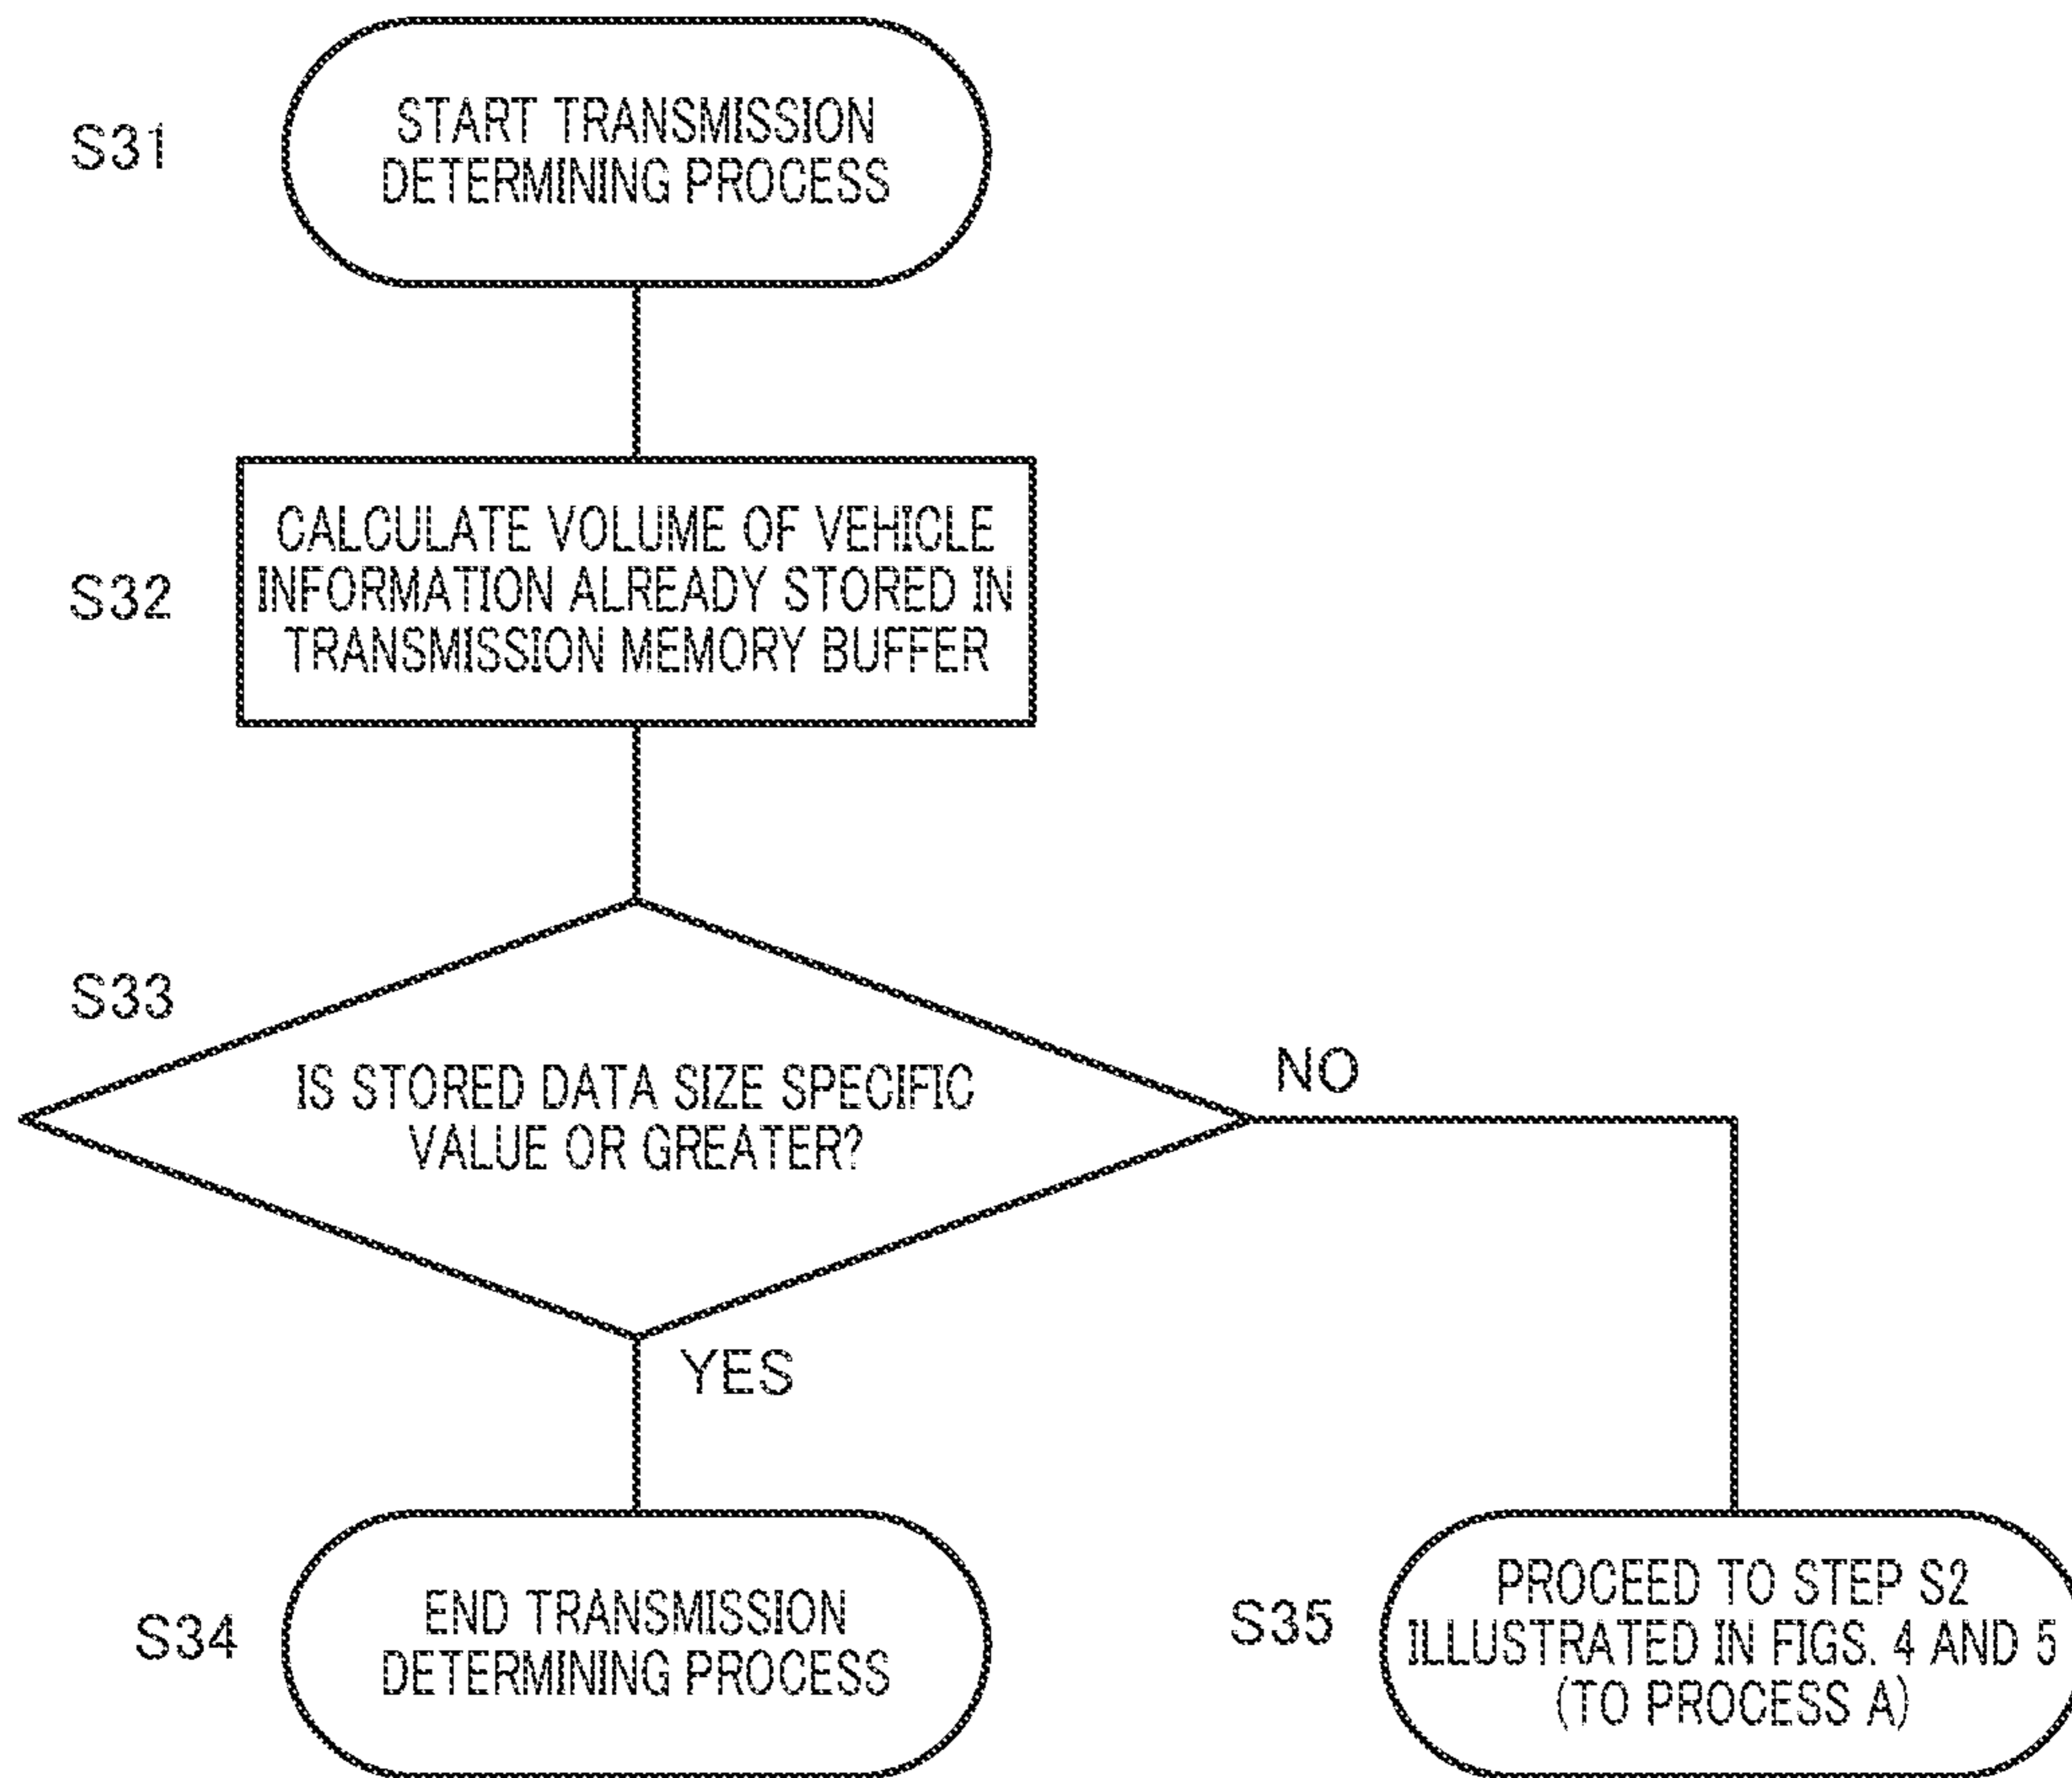 S31
START TRANSMISSION
DETERMINING PROCESS
S32
CALCULATE VOLUME OF VEHICLE
INFORMATION ALREADY STORED IN
TRANSMISSION MEMORY BUFFER
S33
IS STORED DATA SIZE SPECIFIC
VALUE OR GREATER?
NO
YES
S34
END TRANSMISSION
DETERMINING PROCESS
S35
PROCEED TO STEP S2
ILLUSTRATED IN FIGS. 4 AND 5
(TO PROCESS A)